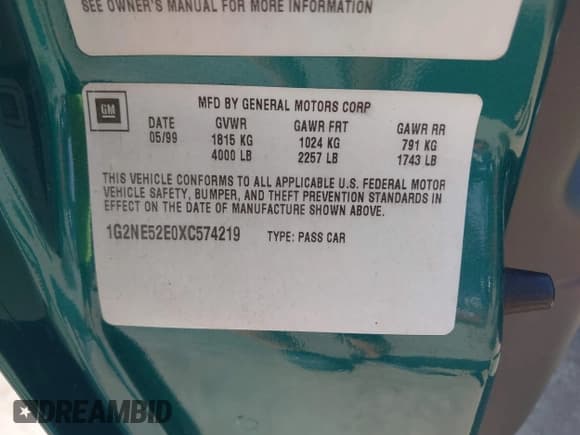 SEE OWNER'S MANUAL FOR MORE INFORMATION
GM
MFD BY GENERAL MOTORS CORP
DATE GVWR GAWR FRT GAWR RR
05/99 1815 KG 1024 KG 791 KG
4000 LB 2257 LB 1743 LB
THIS VEHICLE CONFORMS TO ALL APPLICABLE U.S. FEDERAL MOTOR
VEHICLE SAFETY, BUMPER, AND THEFT PREVENTION STANDARDS IN
EFFECT ON THE DATE OF MANUFACTURE SHOWN ABOVE.
1G2NE52E0XC574219 TYPE: PASS CAR
DREAMBID